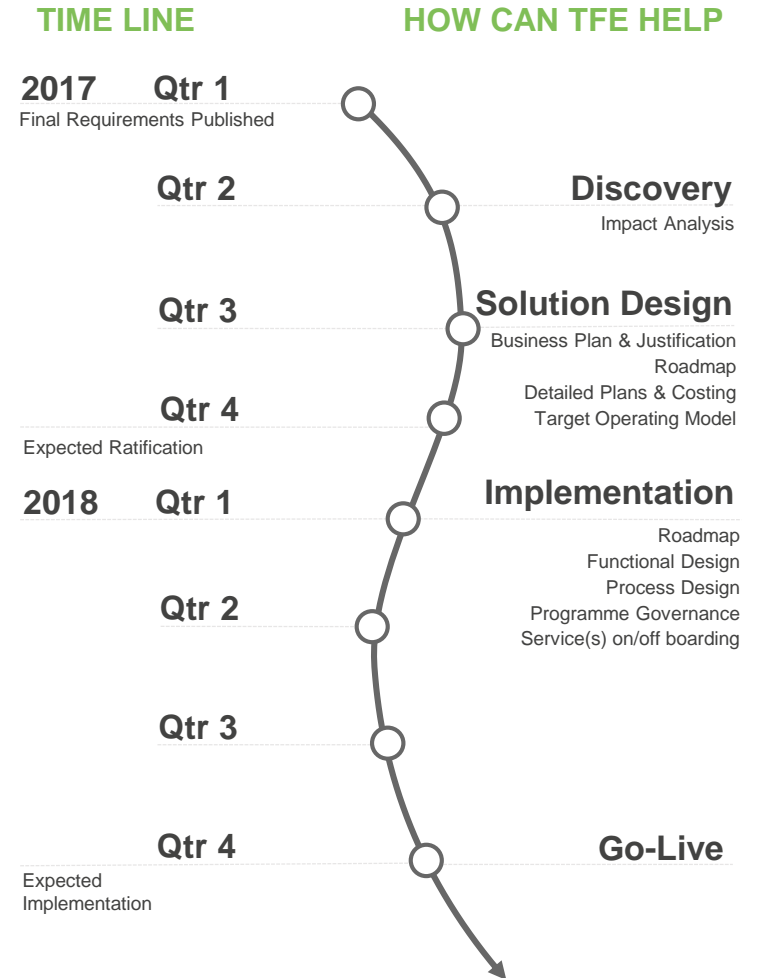 TIME LINE
HOW CAN TFE HELP
2017 Qtr 1
Final Requirements Published
Qtr 2
Discovery
Impact Analysis
Qtr 3
Solution Design
Business Plan & Justification
Roadmap
Detailed Plans & Costing
Target Operating Model
Qtr 4
Expected Ratification
2018 Qtr 1
Implementation
Roadmap
Functional Design
Process Design
Programme Governance
Service(s) on/off boarding
Qtr 2
Qtr 3
Qtr 4
Go-Live
Expected
Implementation